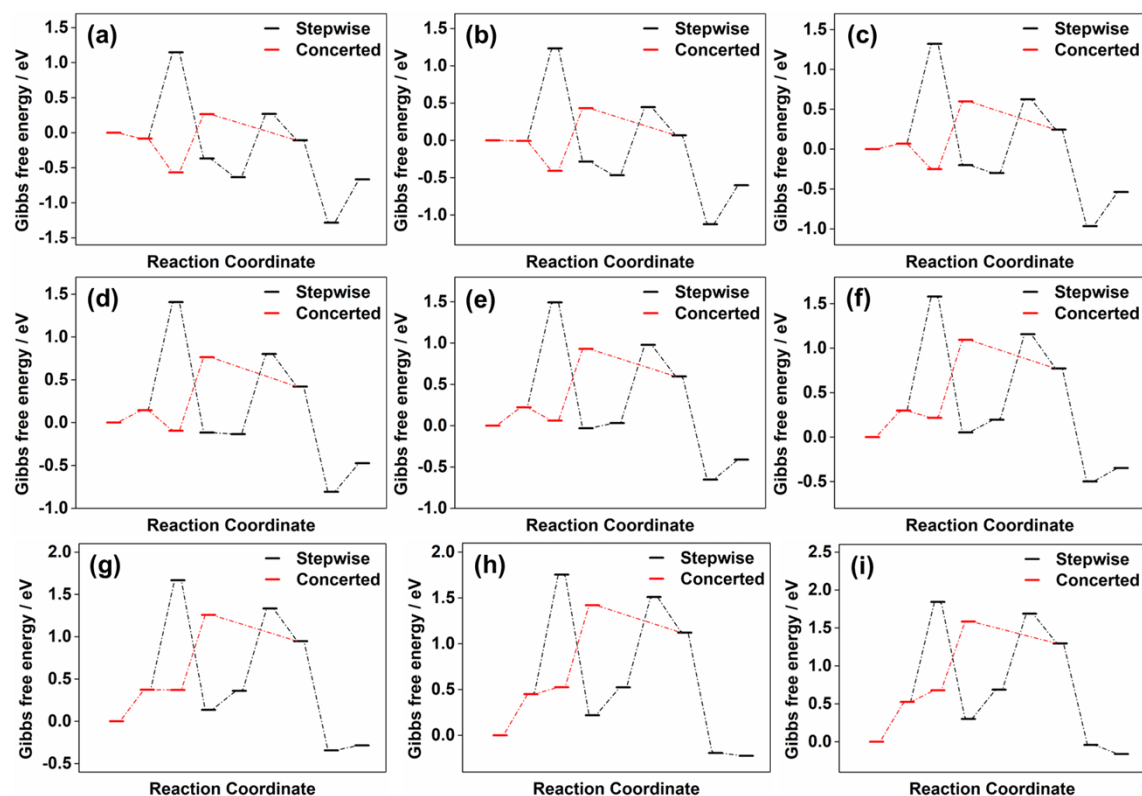 (a)
Stepwise
Concerted
Gibbs free energy / eV
1.5
1.0
0.5
0.0
-0.5
-1.0
-1.5
Reaction Coordinate
(b)
Stepwise
Concerted
Gibbs free energy / eV
1.5
1.0
0.5
0.0
-0.5
-1.0
Reaction Coordinate
(c)
Stepwise
Concerted
Gibbs free energy / eV
1.5
1.0
0.5
0.0
-0.5
-1.0
Reaction Coordinate
(d)
Stepwise
Concerted
Gibbs free energy / eV
1.5
1.0
0.5
0.0
-0.5
-1.0
Reaction Coordinate
(e)
Stepwise
Concerted
Gibbs free energy / eV
1.5
1.0
0.5
0.0
-0.5
-1.0
Reaction Coordinate
(f)
Stepwise
Concerted
Gibbs free energy / eV
1.5
1.0
0.5
0.0
-0.5
Reaction Coordinate
(g)
Stepwise
Concerted
Gibbs free energy / eV
2.0
1.5
1.0
0.5
0.0
-0.5
Reaction Coordinate
(h)
Stepwise
Concerted
Gibbs free energy / eV
2.0
1.5
1.0
0.5
0.0
Reaction Coordinate
(i)
Stepwise
Concerted
Gibbs free energy / eV
2.5
2.0
1.5
1.0
0.5
0.0
Reaction Coordinate